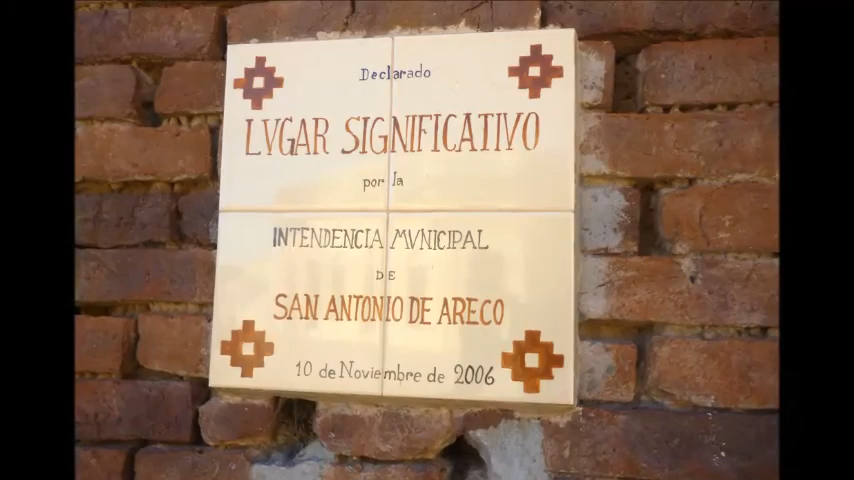 Declarado
LVGAR SIGNIFICATIVO
por la
INTENDENCIA MVNICIPAL
DE
SAN ANTONIO DE ARECO
10 de Noviembre de 2006